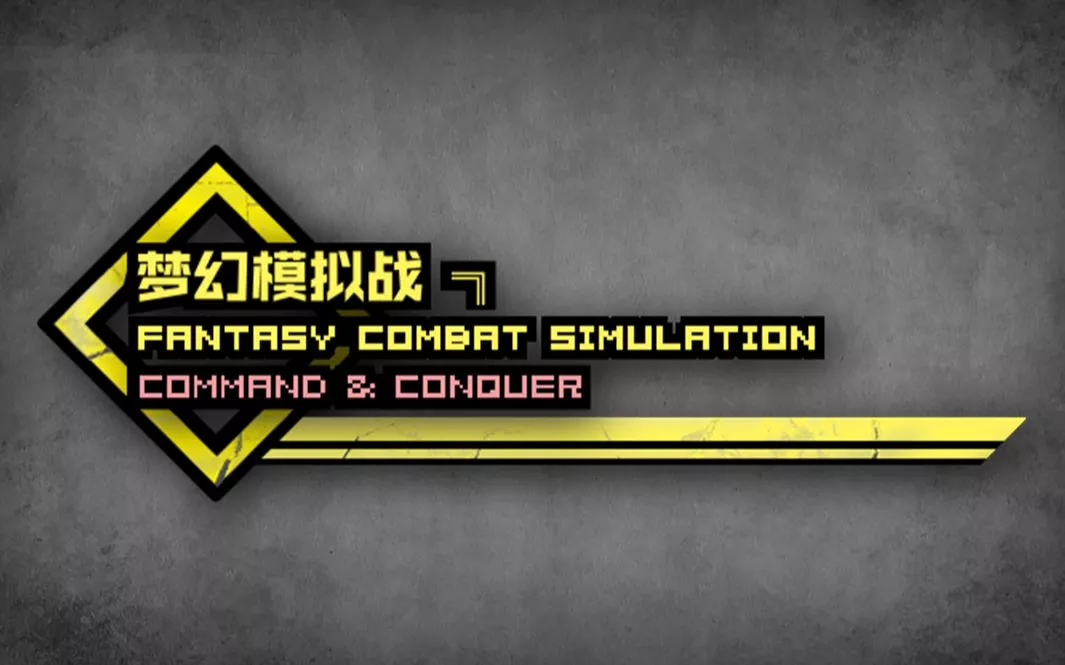 梦幻模拟战 ╗
FANTASY COMBAT SIMULATION
COMMAND & CONQUER